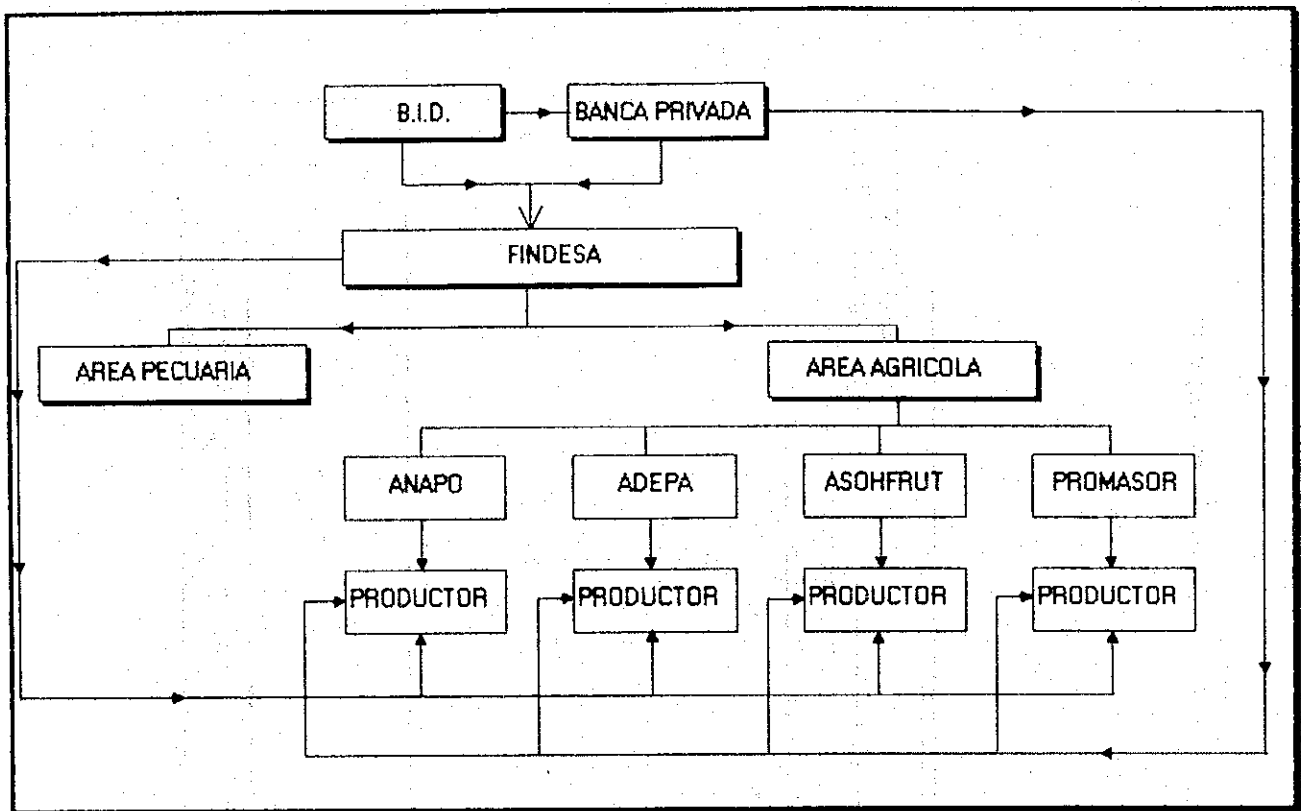 B.I.D.
BANCA PRIVADA
FINDESA
AREA PECUARIA
AREA AGRICOLA
ANAPO
ADEPA
ASOHFRUT
PROMASOR
PRODUCTOR
PRODUCTOR
PRODUCTOR
PRODUCTOR